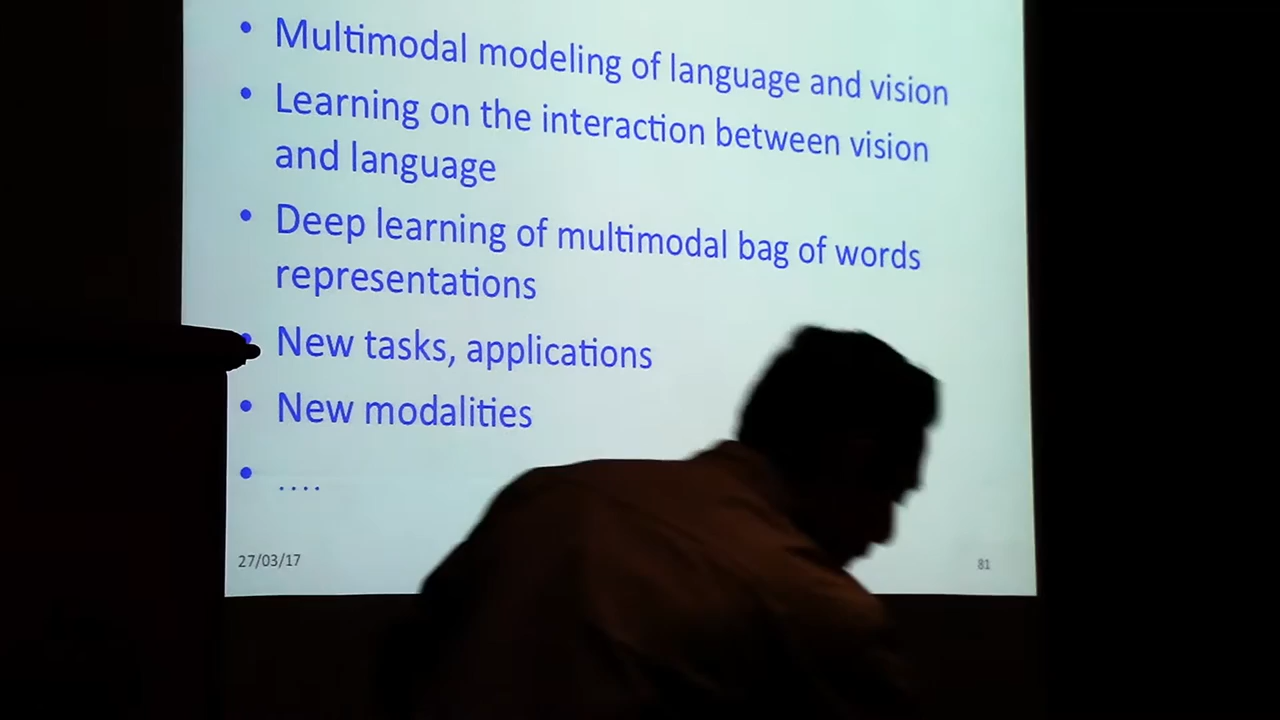 • Multimodal modeling of language and vision
• Learning on the interaction between vision
and language
• Deep learning of multimodal bag of words
representations
• New tasks, applications
• New modalities
• ....
27/03/17
81